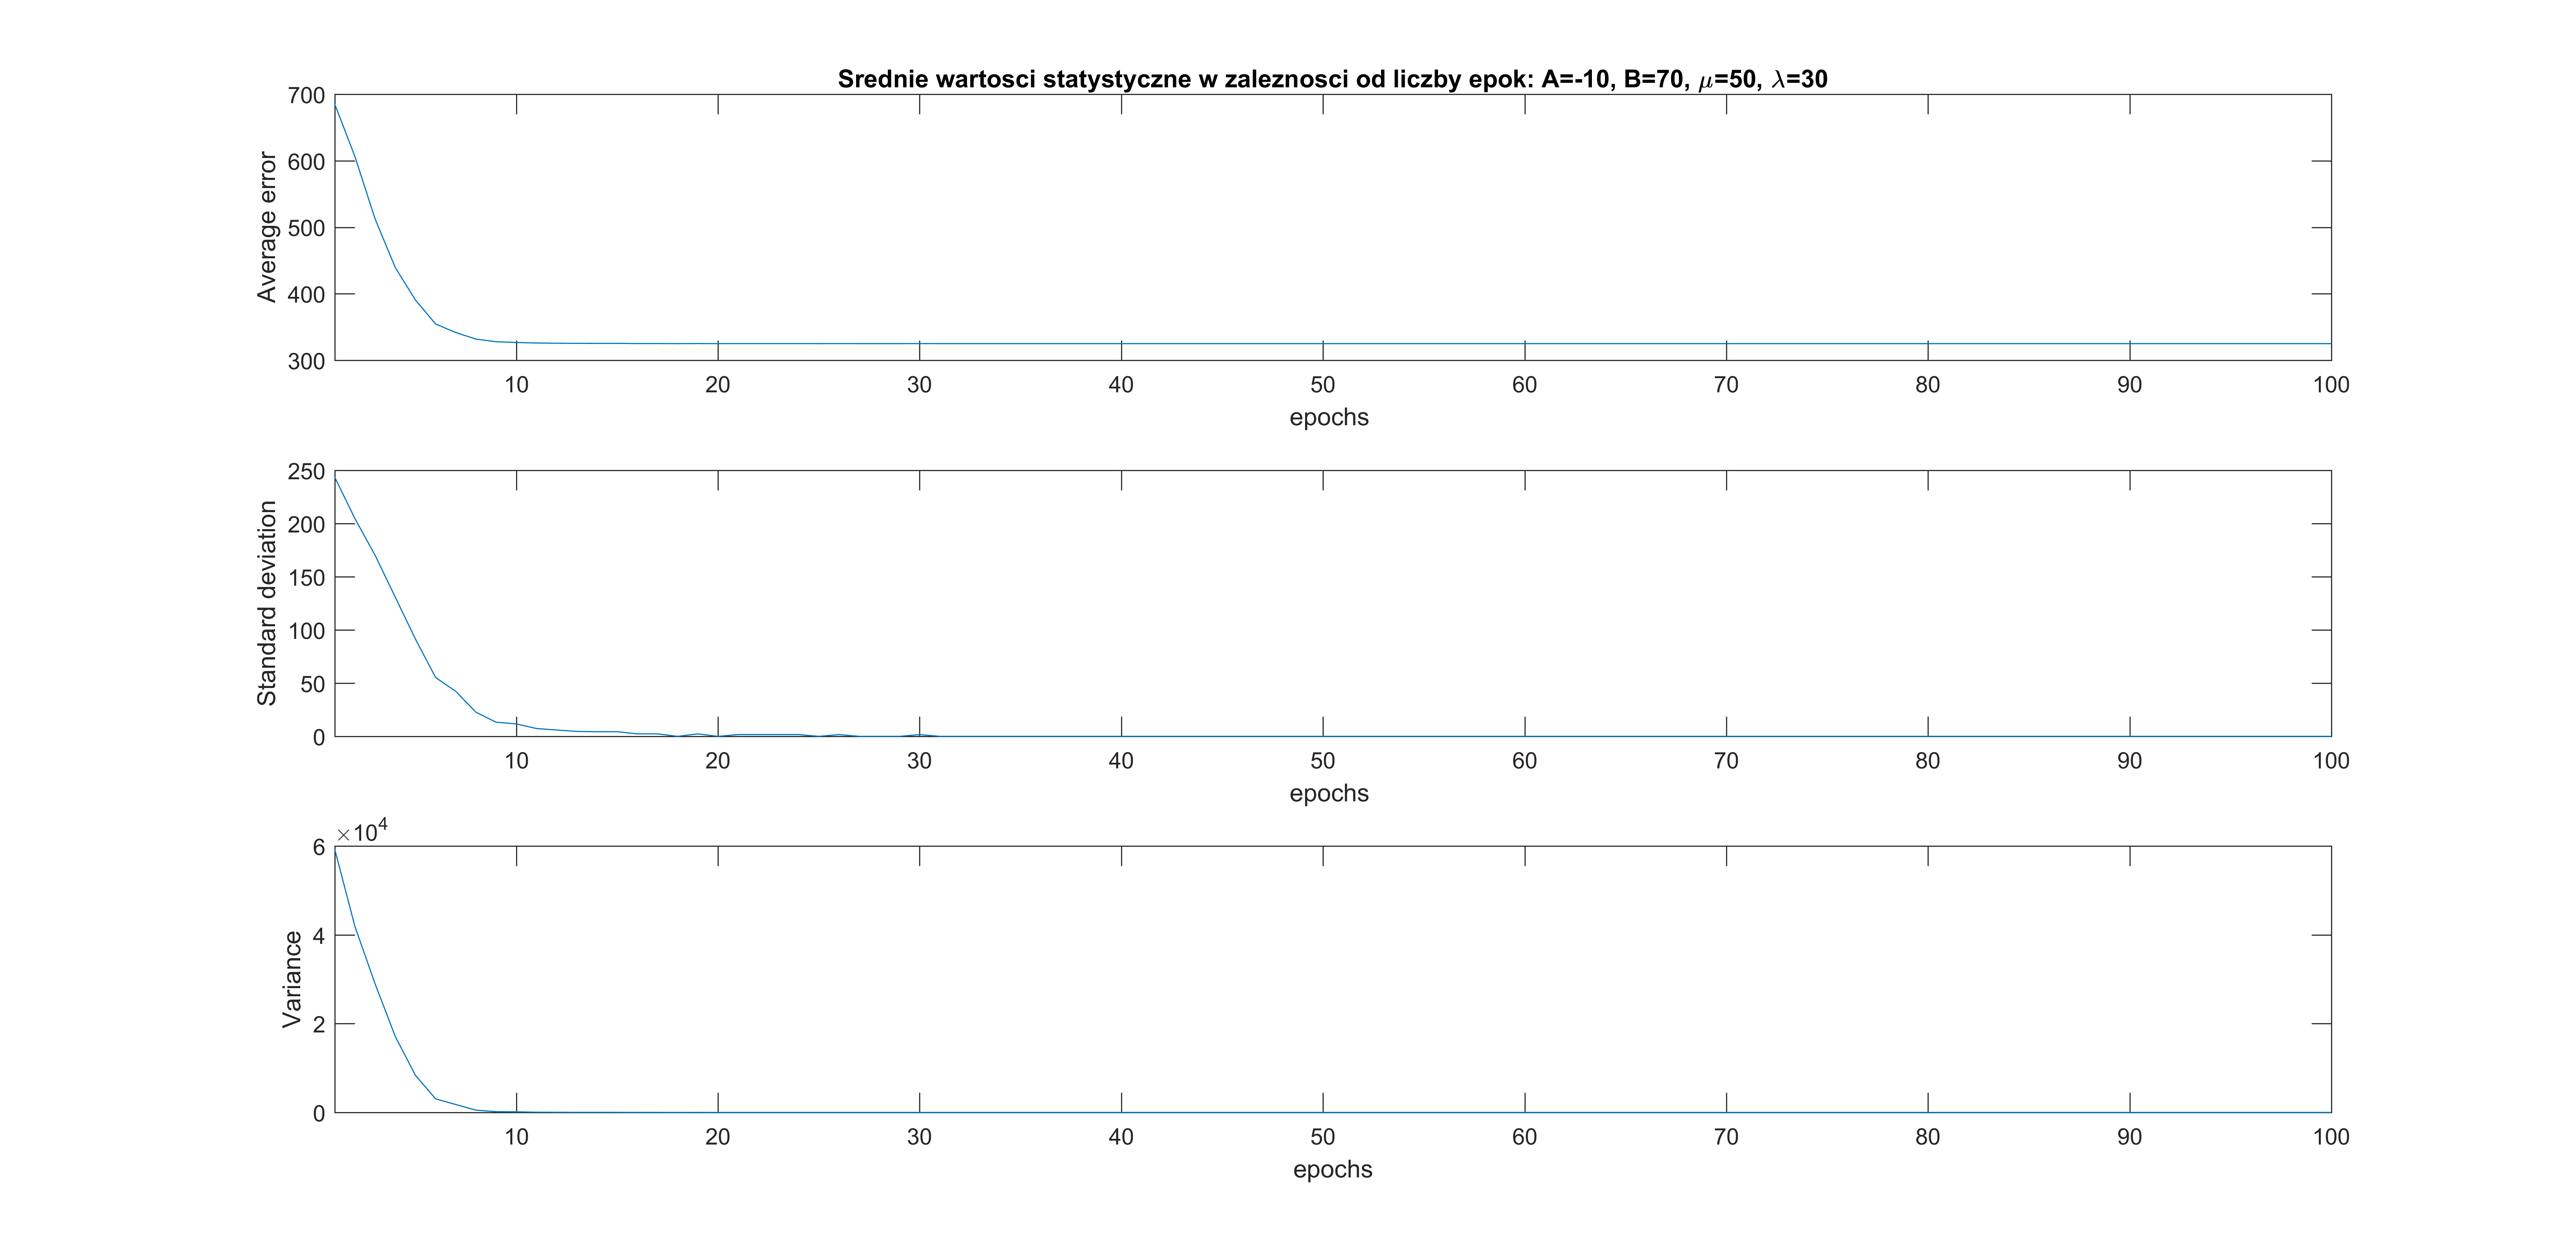 Srednie wartosci statystyczne w zaleznosci od liczby epok: A=-10, B=70, μ=50, λ=30
700
600
500
400
300
Average error
10 20 30 40 50 60 70 80 90 100
epochs
250
200
150
100
50
0
Standard deviation
10 20 30 40 50 60 70 80 90 100
epochs
×10⁴
6
4
2
0
Variance
10 20 30 40 50 60 70 80 90 100
epochs